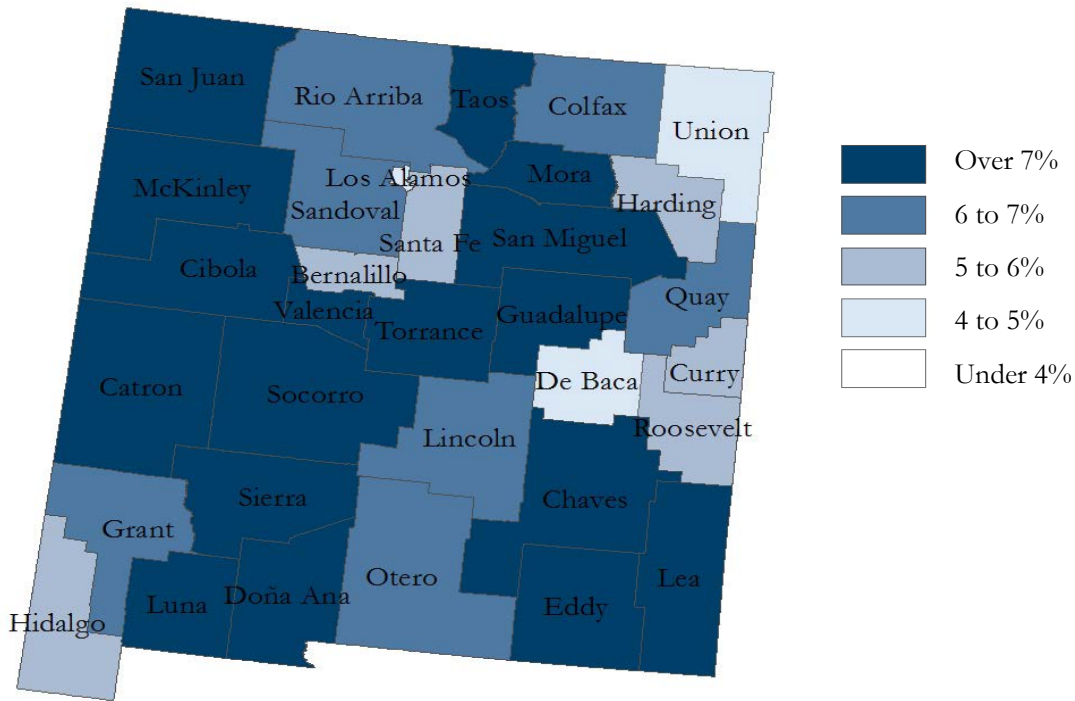 San Juan
Rio Arriba
Taos
Colfax
Union
McKinley
Los Alamos
Sandoval
Mora
Harding
Santa Fe
San Miguel
Cibola
Bernalillo
Valencia
Torrance
Guadalupe
Quay
Catron
Socorro
De Baca
Curry
Lincoln
Roosevelt
Sierra
Chaves
Grant
Otero
Lea
Hidalgo
Luna
Doña Ana
Eddy
Over 7%
6 to 7%
5 to 6%
4 to 5%
Under 4%